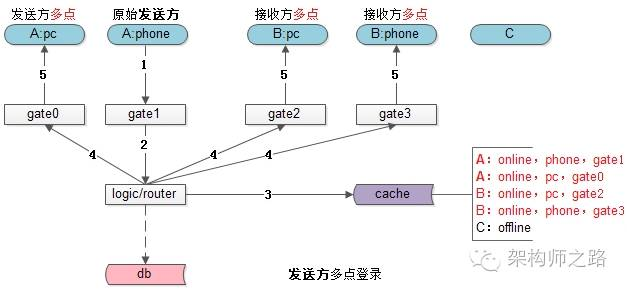 发送方多点
原始发送方
接收方多点
接收方多点
A:pc
A:phone
B:pc
B:phone
C
5
1
5
5
gate0
gate1
gate2
gate3
4
2
4
4
logic/router
3
cache
A：online，phone，gate1
A：online，pc，gate0
B：online，pc，gate2
B：online，phone，gate3
C：offline
db
发送方多点登录
架构师之路